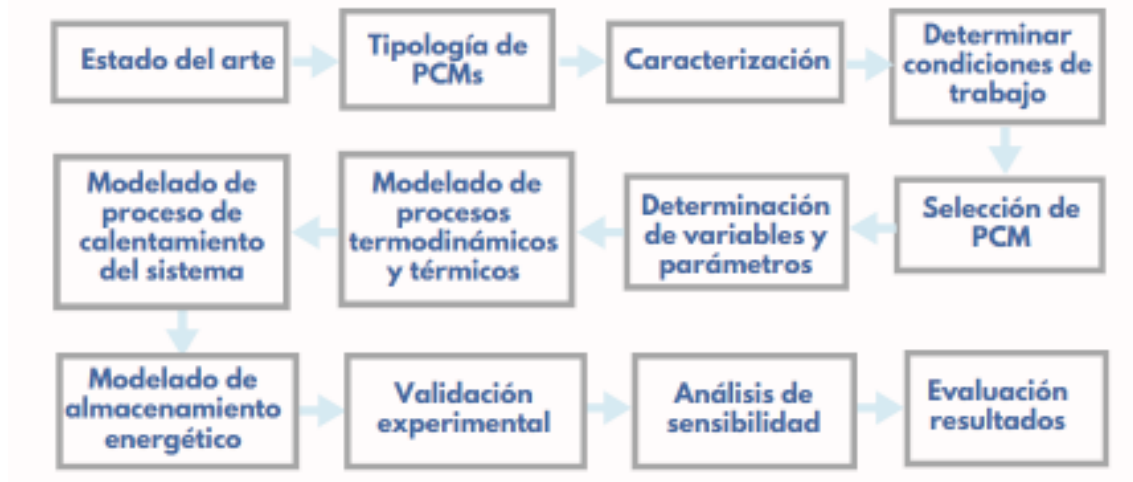 Estado del arte
Tipología de
PCMs
Caracterización
Determinar
condiciones de
trabajo
Selección de
PCM
Determinación
de variables y
parámetros
Modelado de
procesos
termodinámicos
y térmicos
Modelado de
proceso de
calentamiento
del sistema
Modelado de
almacenamiento
energético
Validación
experimental
Análisis de
sensibilidad
Evaluación
resultados